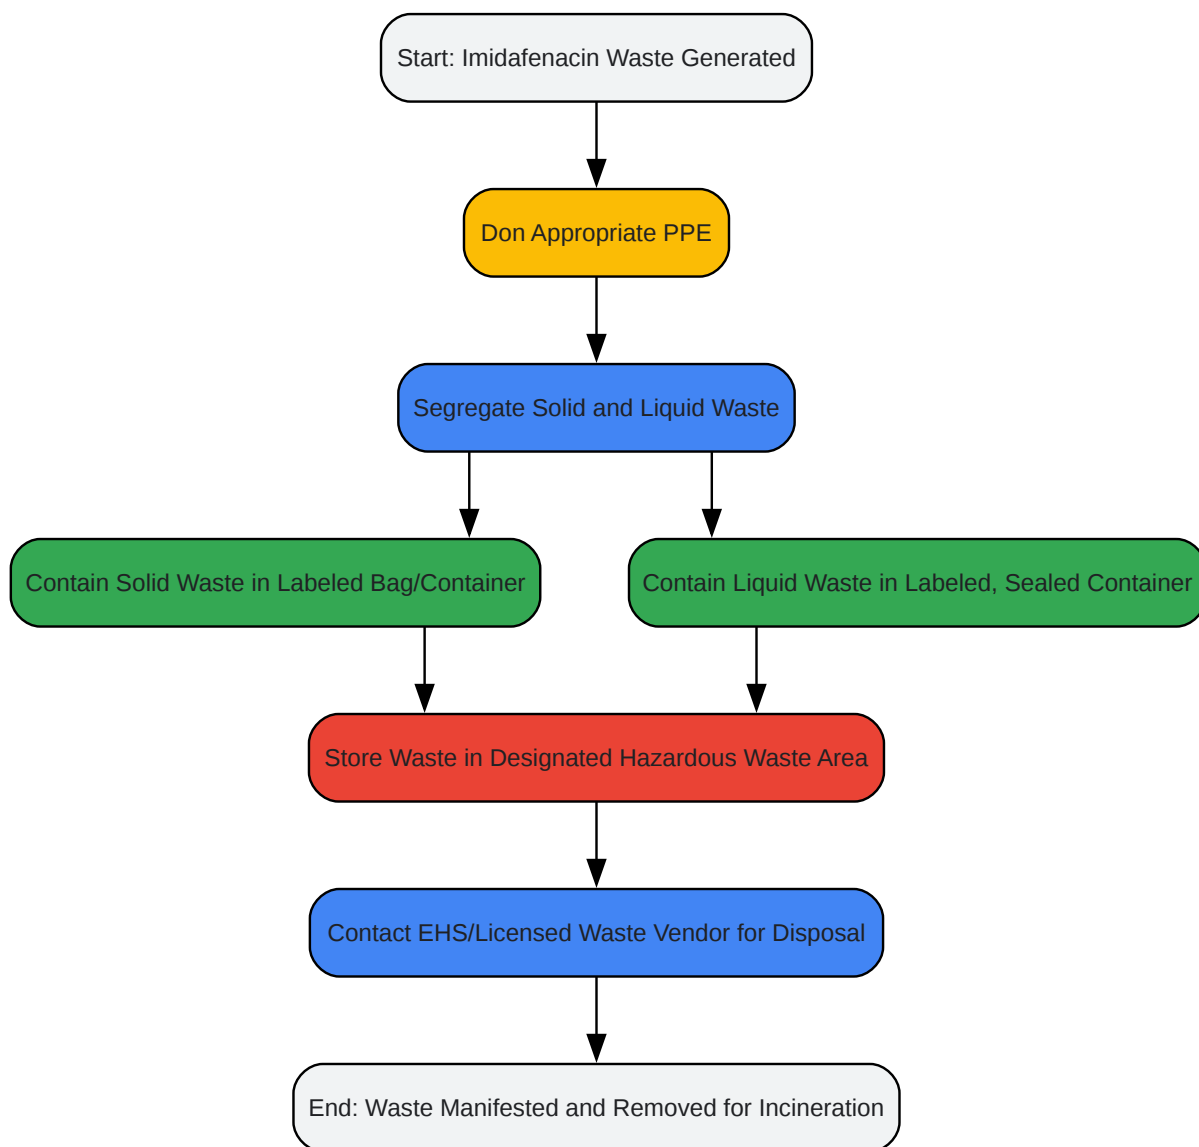 Start: Imidafenacin Waste Generated
Don Appropriate PPE
Segregate Solid and Liquid Waste
Contain Solid Waste in Labeled Bag/Container
Contain Liquid Waste in Labeled, Sealed Container
Store Waste in Designated Hazardous Waste Area
Contact EHS/Licensed Waste Vendor for Disposal
End: Waste Manifested and Removed for Incineration